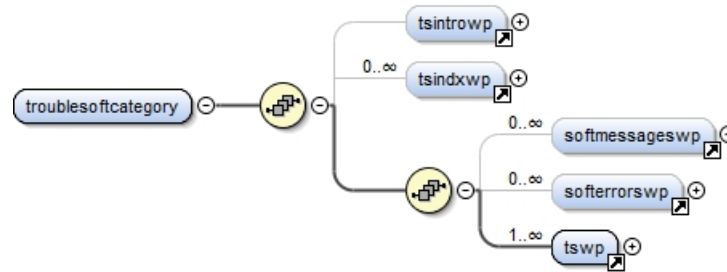 tsintrowp
0..∞
tsindxwp
troublesoftcategory
0..∞
softmessageswp
0..∞
softerrorswp
1..∞
tswp